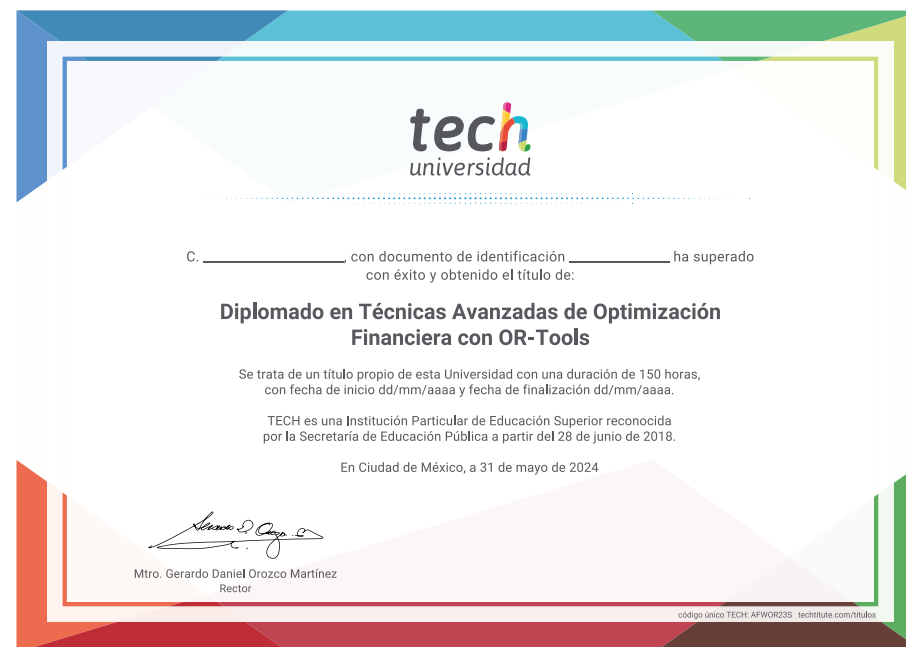 tech
universidad
C. ____________, con documento de identificación ____________ ha superado
con éxito y obtenido el título de:
Diplomado en Técnicas Avanzadas de Optimización
Financiera con OR-Tools
Se trata de un título propio de esta Universidad con una duración de 150 horas,
con fecha de inicio dd/mm/aaaa y fecha de finalización dd/mm/aaaa.
TECH es una Institución Particular de Educación Superior reconocida
por la Secretaría de Educación Pública a partir del 28 de junio de 2018.
En Ciudad de México, a 31 de mayo de 2024
Mtro. Gerardo Daniel Orozco Martínez
Rector
código único TECH: AFWOR23S techtitute.com/titulos